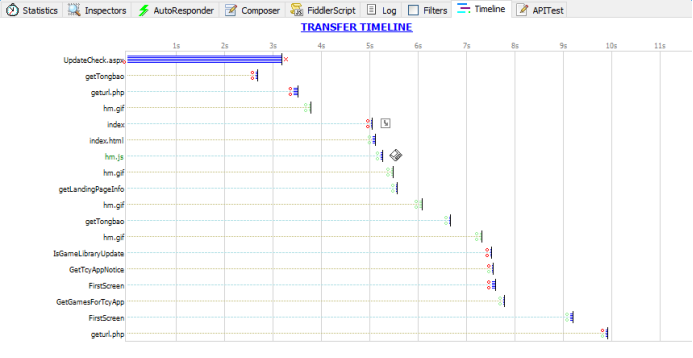 Statistics Inspectors AutoResponder Composer FiddlerScript Log Filters Timeline APITest
TRANSFER TIMELINE
1s 2s 3s 4s 5s 6s 7s 8s 9s 10s 11s
UpdateCheck.aspx
getTongbao
geturl.php
hm.gif
index
index.html
hm.js
hm.gif
getLandingPageInfo
hm.gif
getTongbao
hm.gif
IsGameLibraryUpdate
GetTcyAppNotice
FirstScreen
GetGamesForTcyApp
FirstScreen
geturl.php